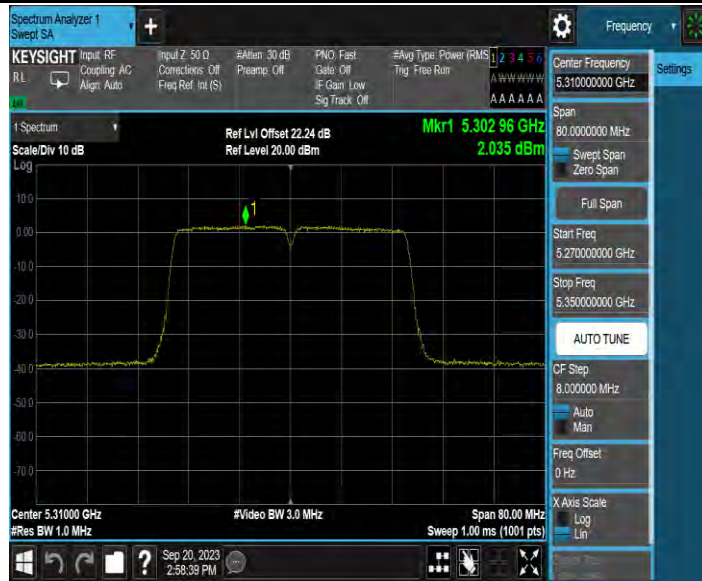 Spectrum Analyzer 1
Swept SA
+
Frequency
KEYSIGHT
RL
Input: RF
Coupling: AC
Align: Auto
Input Z: 50 Ω
Corrections: Off
Freq Ref: Int (S)
#Atten: 30 dB
Preamp: Off
PNO: Fast
Gate: Off
IF Gain: Low
Sig Track: Off
#Avg Type: Power (RMS
Trig: Free Run
1 2 3 4 5 6
A W W W W W
A A A A A A
1 Spectrum
Scale/Div 10 dB
Ref Lvl Offset 22.24 dB
Ref Level 20.00 dBm
Mkr1 5.302 96 GHz
2.035 dBm
Log
1
10.0
0.00
-10.0
-20.0
-30.0
-40.0
-50.0
-60.0
-70.0
Center 5.31000 GHz
#Res BW 1.0 MHz
#Video BW 3.0 MHz
Span 80.00 MHz
Sweep 1.00 ms (1001 pts)
Center Frequency
5.310000000 GHz
Settings
Span
80.0000000 MHz
Swept Span
Zero Span
Full Span
Start Freq
5.270000000 GHz
Stop Freq
5.350000000 GHz
AUTO TUNE
CF Step
8.000000 MHz
Auto
Man
Freq Offset
0 Hz
X Axis Scale
Log
Lin
?
Sep 20, 2023
2:58:39 PM